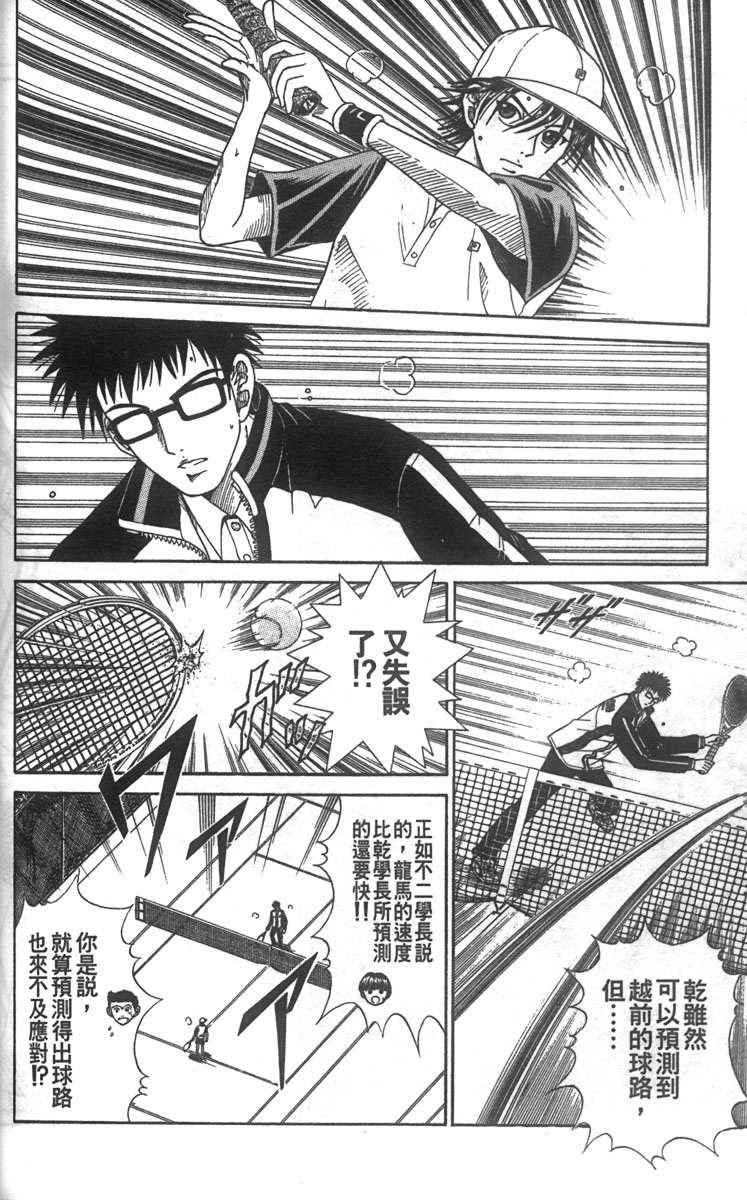 ザザ
乾雖然
可以預測到
越前的球路，
但……
又失誤
了!?
ガッ
正如不二學長說
的，龍馬的速度
比乾學長所預測
的還要快!!
你是說，
就算預測得出球路
也來不及應對!?